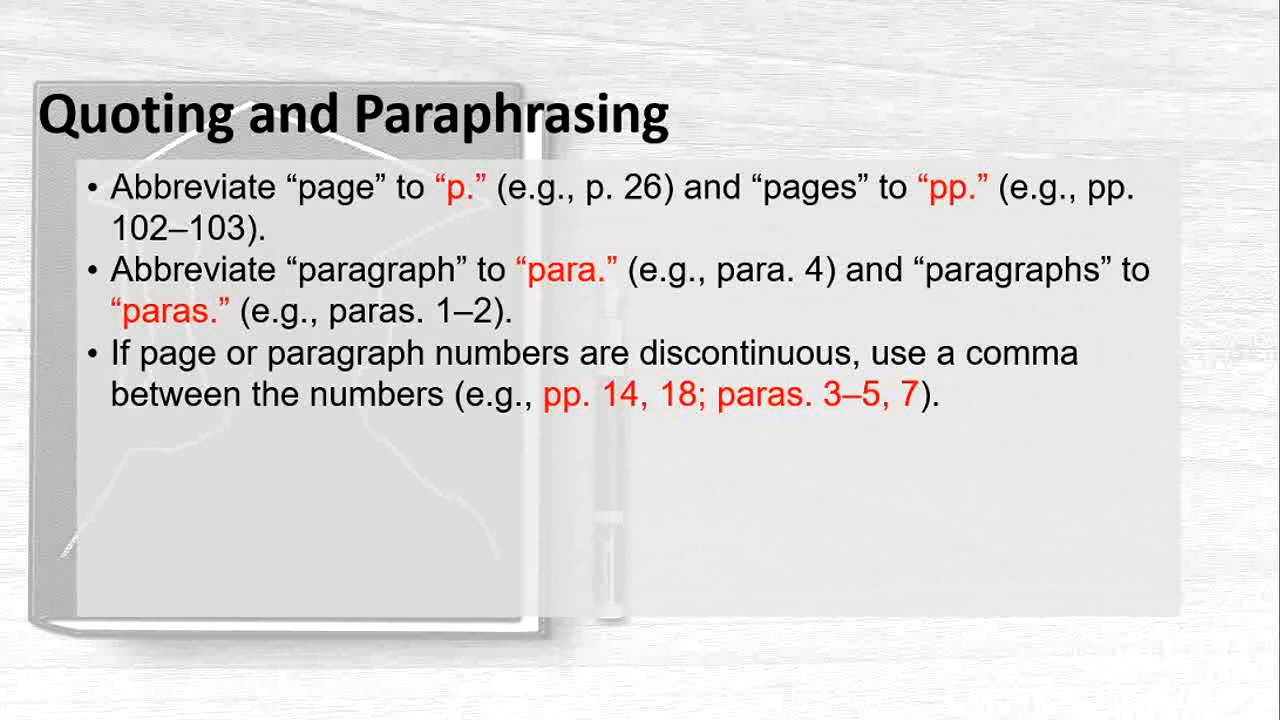 Quoting and Paraphrasing
• Abbreviate “page” to “p.” (e.g., p. 26) and “pages” to “pp.” (e.g., pp.
102–103).
• Abbreviate “paragraph” to “para.” (e.g., para. 4) and “paragraphs” to
“paras.” (e.g., paras. 1–2).
• If page or paragraph numbers are discontinuous, use a comma
between the numbers (e.g., pp. 14, 18; paras. 3–5, 7).